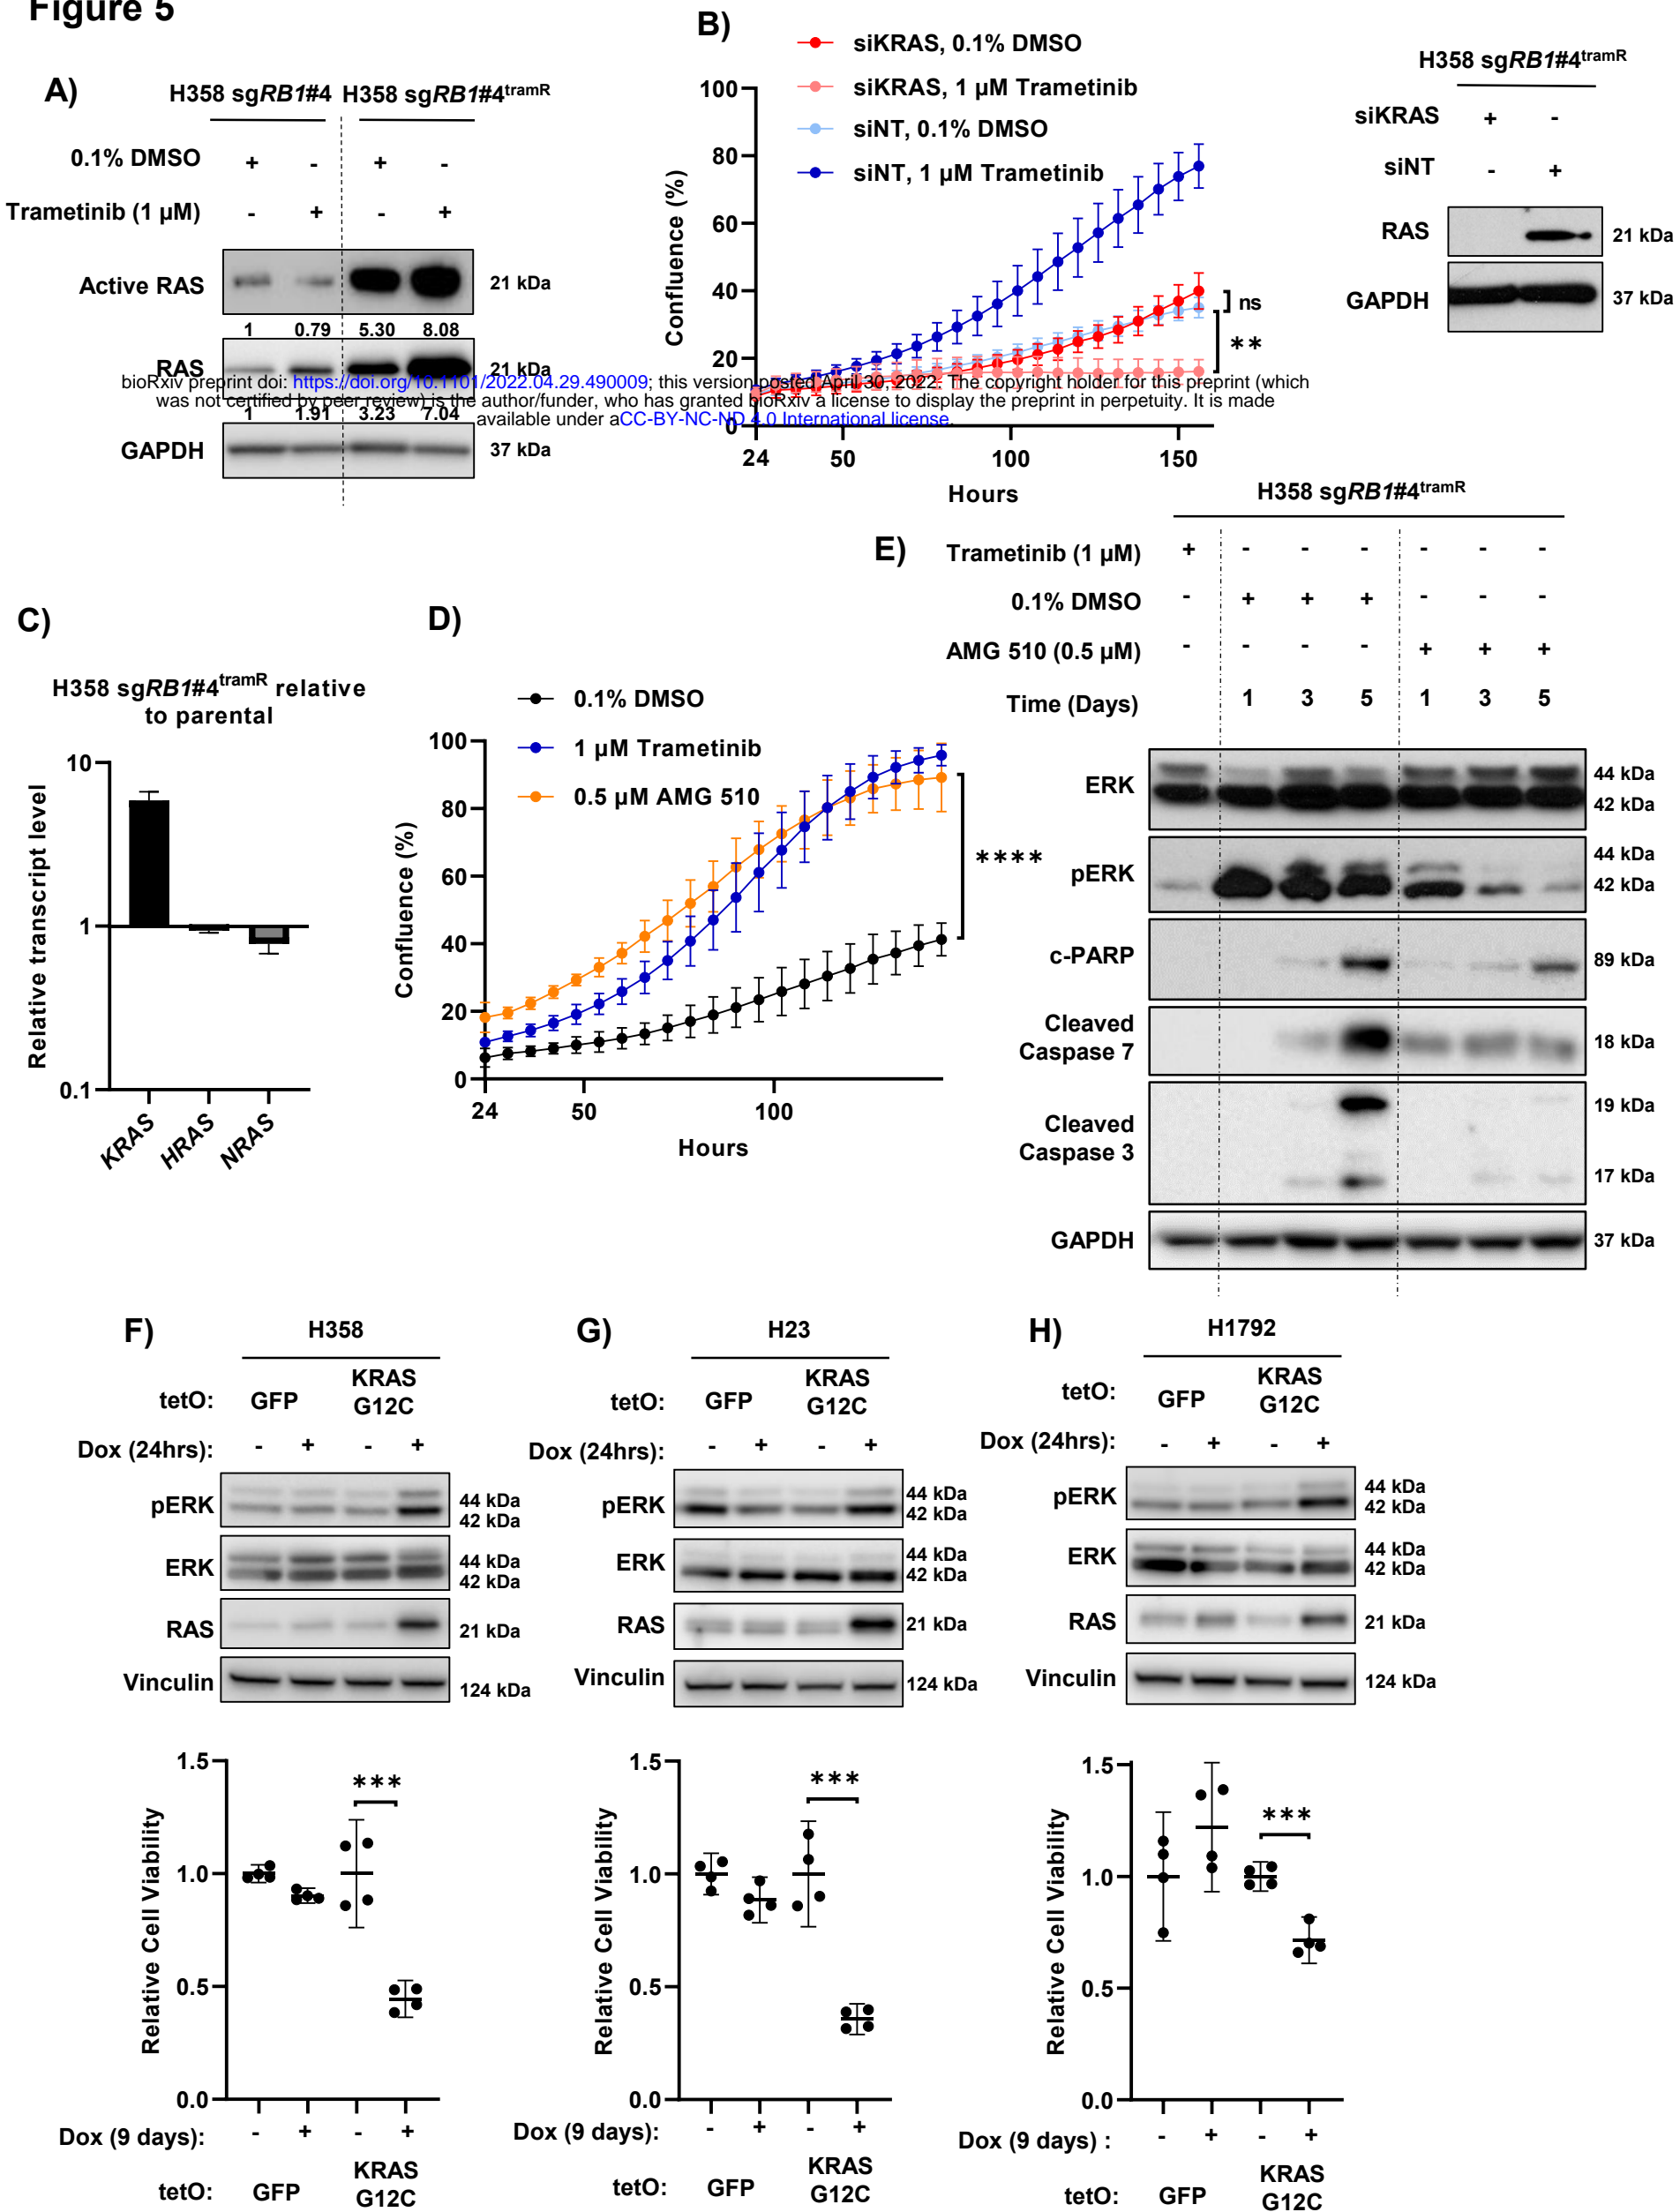 Figure 5
A)
H358 sgRB1#4 H358 sgRB1#4tramR
0.1% DMSO + - + -
Trametinib (1 µM) - + - +
Active RAS 21 kDa
1 0.79 5.30 8.08
RAS 21 kDa
1 1.91 3.23 7.04
GAPDH 37 kDa
B)
siKRAS, 0.1% DMSO
siKRAS, 1 µM Trametinib
siNT, 0.1% DMSO
siNT, 1 µM Trametinib
Confluence (%)
100
80
60
40
20
0
24 50 100 150
Hours
ns
**
H358 sgRB1#4tramR
siKRAS + -
siNT - +
RAS 21 kDa
GAPDH 37 kDa
bioRxiv preprint doi: https://doi.org/10.1101/2022.04.29.490009; this version posted April 30, 2022. The copyright holder for this preprint (which
was not certified by peer review) is the author/funder, who has granted bioRxiv a license to display the preprint in perpetuity. It is made
available under aCC-BY-NC-ND 4.0 International license.
C)
H358 sgRB1#4tramR relative
to parental
Relative transcript level
10
1
0.1
KRAS HRAS NRAS
D)
0.1% DMSO
1 µM Trametinib
0.5 µM AMG 510
Confluence (%)
100
80
60
40
20
0
24 50 100
Hours
****
E)
H358 sgRB1#4tramR
Trametinib (1 µM) + - - - - - -
0.1% DMSO - + + + - - -
AMG 510 (0.5 µM) - - - - + + +
Time (Days) 1 3 5 1 3 5
ERK 44 kDa
42 kDa
pERK 44 kDa
42 kDa
c-PARP 89 kDa
Cleaved
Caspase 7 18 kDa
19 kDa
Cleaved
Caspase 3
17 kDa
GAPDH 37 kDa
F)
H358
tetO: GFP KRAS
G12C
Dox (24hrs): - + - +
pERK 44 kDa
42 kDa
ERK 44 kDa
42 kDa
RAS 21 kDa
Vinculin 124 kDa
Relative Cell Viability
1.5
1.0
0.5
0.0
***
Dox (9 days): - + - +
tetO: GFP KRAS
G12C
G)
H23
tetO: GFP KRAS
G12C
Dox (24hrs): - + - +
pERK 44 kDa
42 kDa
ERK 44 kDa
42 kDa
RAS 21 kDa
Vinculin 124 kDa
Relative Cell Viability
1.5
1.0
0.5
0.0
***
Dox (9 days): - + - +
tetO: GFP KRAS
G12C
H)
H1792
tetO: GFP KRAS
G12C
Dox (24hrs): - + - +
pERK 44 kDa
42 kDa
ERK 44 kDa
42 kDa
RAS 21 kDa
Vinculin 124 kDa
Relative Cell Viability
1.5
1.0
0.5
0.0
***
Dox (9 days) : - + - +
tetO: GFP KRAS
G12C